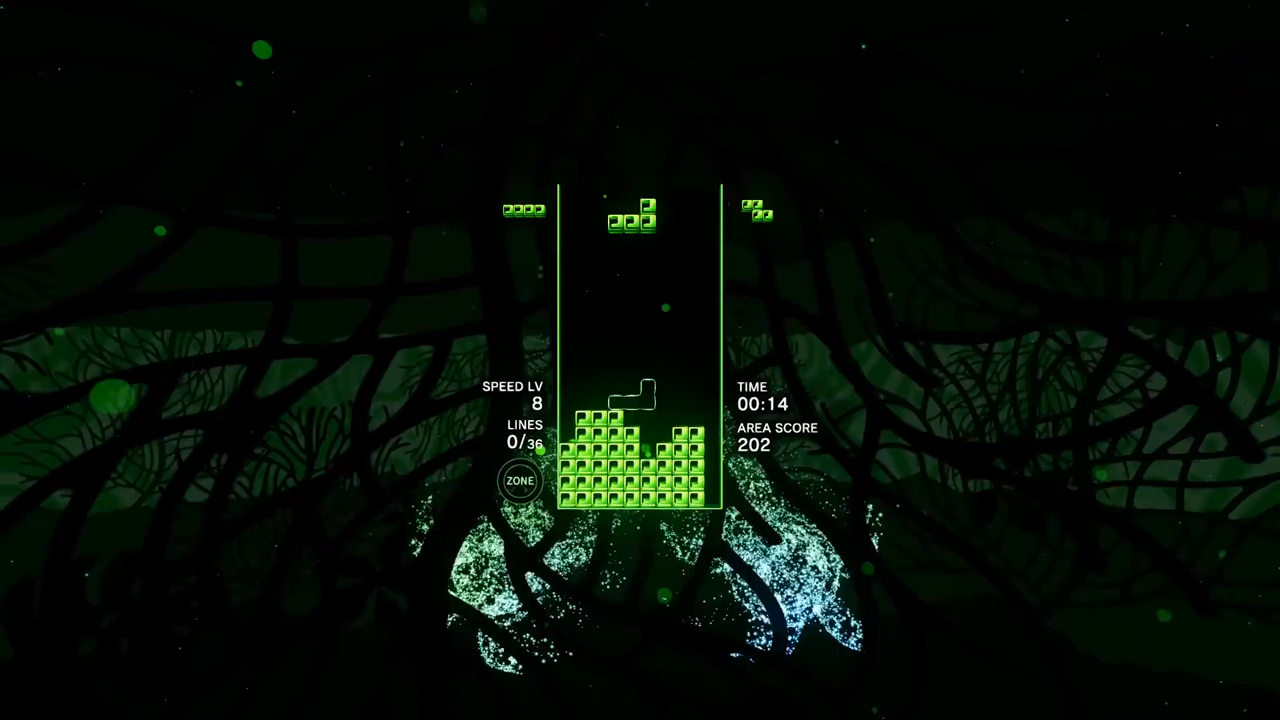 SPEED LV
8
LINES
0/36
ZONE
TIME
00:14
AREA SCORE
202